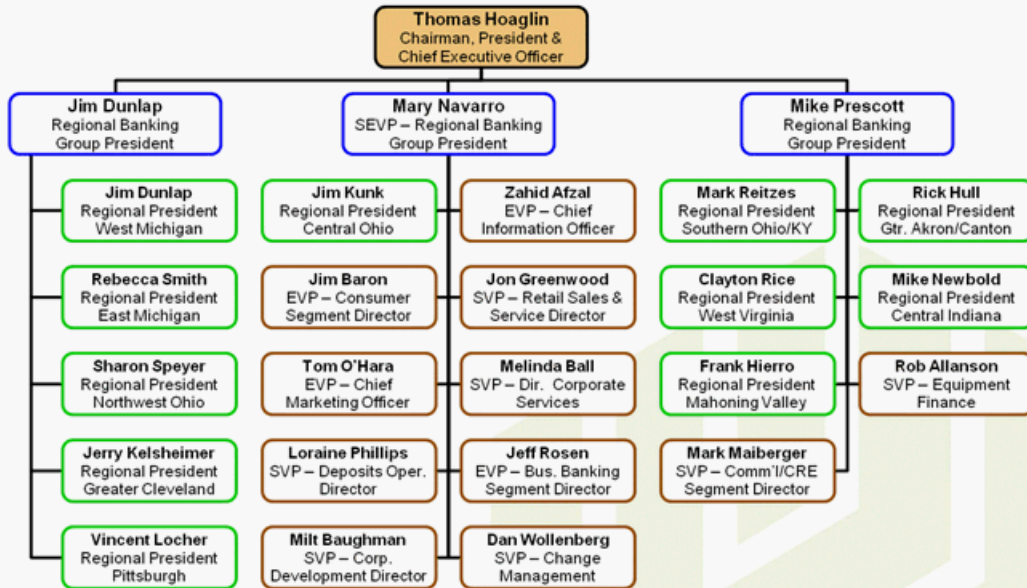 Thomas Hoaglin
Chairman, President &
Chief Executive Officer
Jim Dunlap
Regional Banking
Group President
Mary Navarro
SEVP – Regional Banking
Group President
Mike Prescott
Regional Banking
Group President
Jim Dunlap
Regional President
West Michigan
Rebecca Smith
Regional President
East Michigan
Sharon Speyer
Regional President
Northwest Ohio
Jerry Kelsheimer
Regional President
Greater Cleveland
Vincent Locher
Regional President
Pittsburgh
Jim Kunk
Regional President
Central Ohio
Zahid Afzal
EVP – Chief
Information Officer
Jim Baron
EVP – Consumer
Segment Director
Jon Greenwood
SVP – Retail Sales &
Service Director
Tom O'Hara
EVP – Chief
Marketing Officer
Melinda Ball
SVP – Dir. Corporate
Services
Loraine Phillips
SVP – Deposits Oper.
Director
Jeff Rosen
EVP – Bus. Banking
Segment Director
Milt Baughman
SVP – Corp.
Development Director
Dan Wollenberg
SVP – Change
Management
Mark Reitzes
Regional President
Southern Ohio/KY
Rick Hull
Regional President
Gtr. Akron/Canton
Clayton Rice
Regional President
West Virginia
Mike Newbold
Regional President
Central Indiana
Frank Hierro
Regional President
Mahoning Valley
Rob Allanson
SVP – Equipment
Finance
Mark Maiberger
SVP – Comm'l/CRE
Segment Director